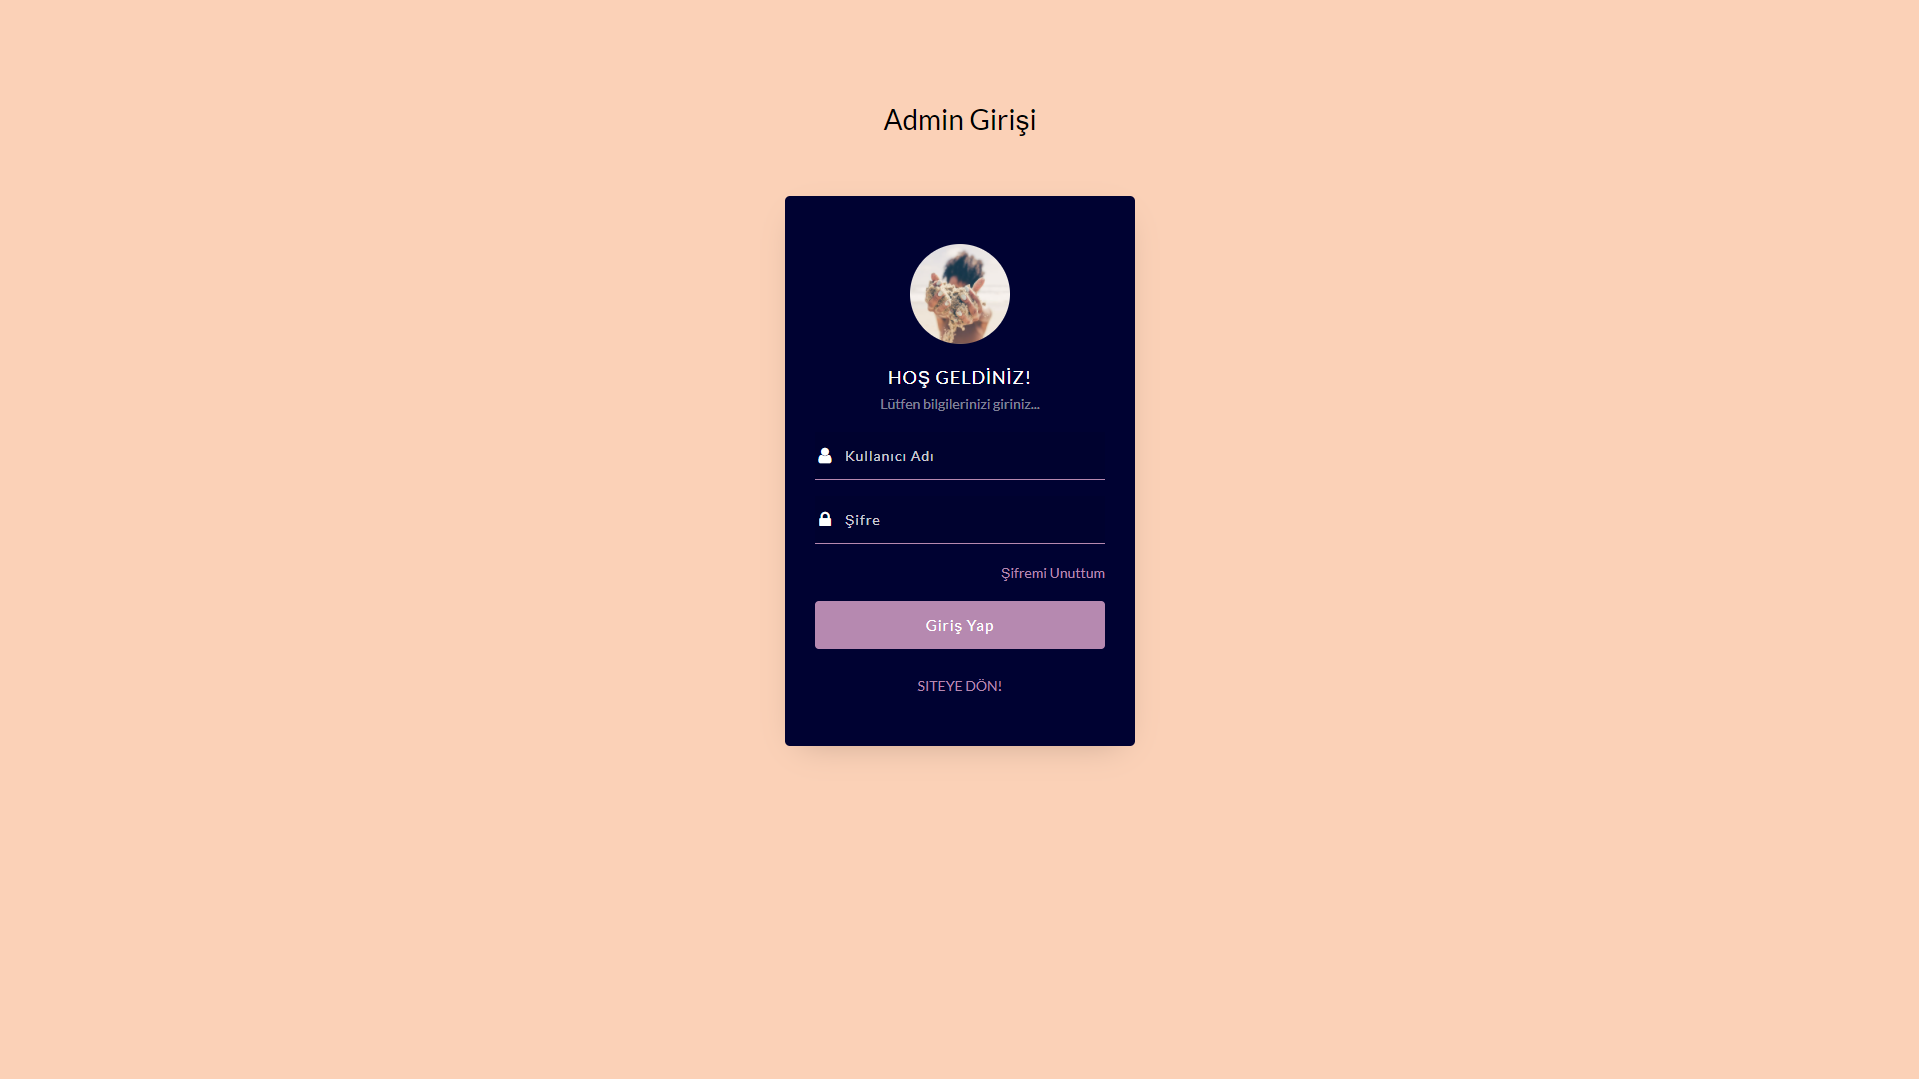 Admin Girişi
HOŞ GELDİNİZ!
Lütfen bilgilerinizi giriniz...
Kullanıcı Adı
Şifre
Şifremi Unuttum
Giriş Yap
SITEYE DÖN!